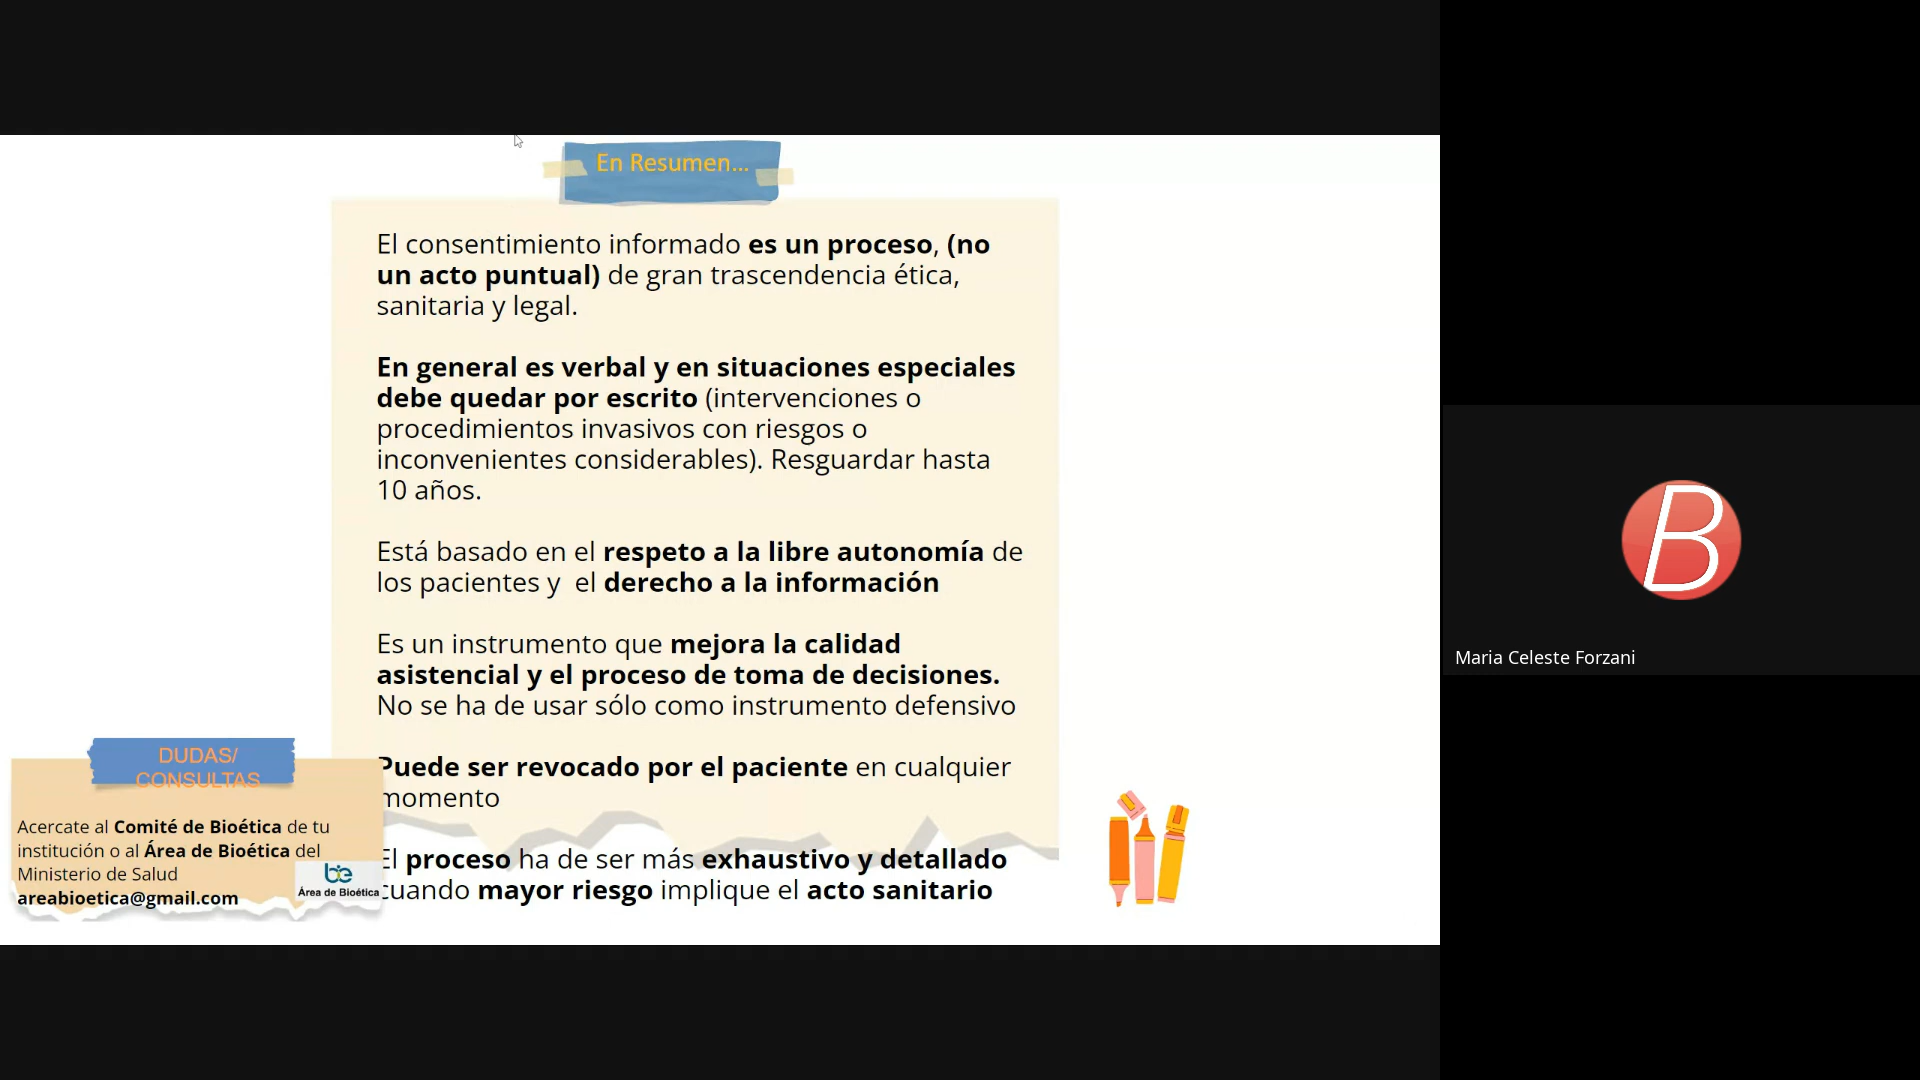 En Resumen...
El consentimiento informado es un proceso, (no
un acto puntual) de gran trascendencia ética,
sanitaria y legal.
En general es verbal y en situaciones especiales
debe quedar por escrito (intervenciones o
procedimientos invasivos con riesgos o
inconvenientes considerables). Resguardar hasta
10 años.
Está basado en el respeto a la libre autonomía de
los pacientes y el derecho a la información
Es un instrumento que mejora la calidad
asistencial y el proceso de toma de decisiones.
No se ha de usar sólo como instrumento defensivo
Puede ser revocado por el paciente en cualquier
momento
El proceso ha de ser más exhaustivo y detallado
cuando mayor riesgo implique el acto sanitario
DUDAS/
CONSULTAS
Acercate al Comité de Bioética de tu
institución o al Área de Bioética del
Ministerio de Salud
areabioetica@gmail.com
be
Área de Bioética
B
Maria Celeste Forzani